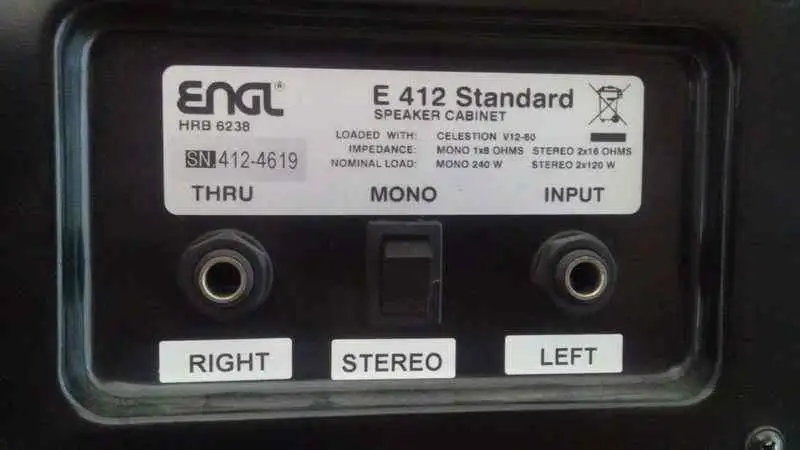 ENGL®
E 412 Standard
SPEAKER CABINET
HRB 6238
LOADED WITH: CELESTION V12-60
IMPEDANCE: MONO 1x8 OHMS STEREO 2x16 OHMS
NOMINAL LOAD: MONO 240 W STEREO 2x120 W
SN. 412-4619
THRU MONO INPUT
RIGHT STEREO LEFT